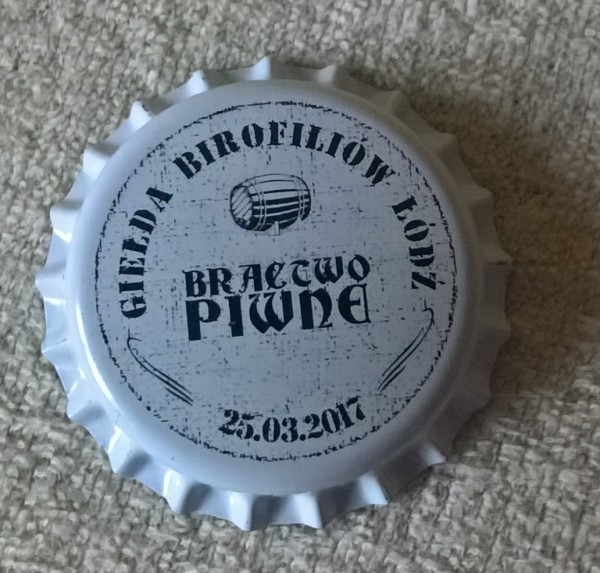 GIEŁDA BIROFILIÓW ŁÓDŹ
BRACTWO
PIWNE
25.03.2017